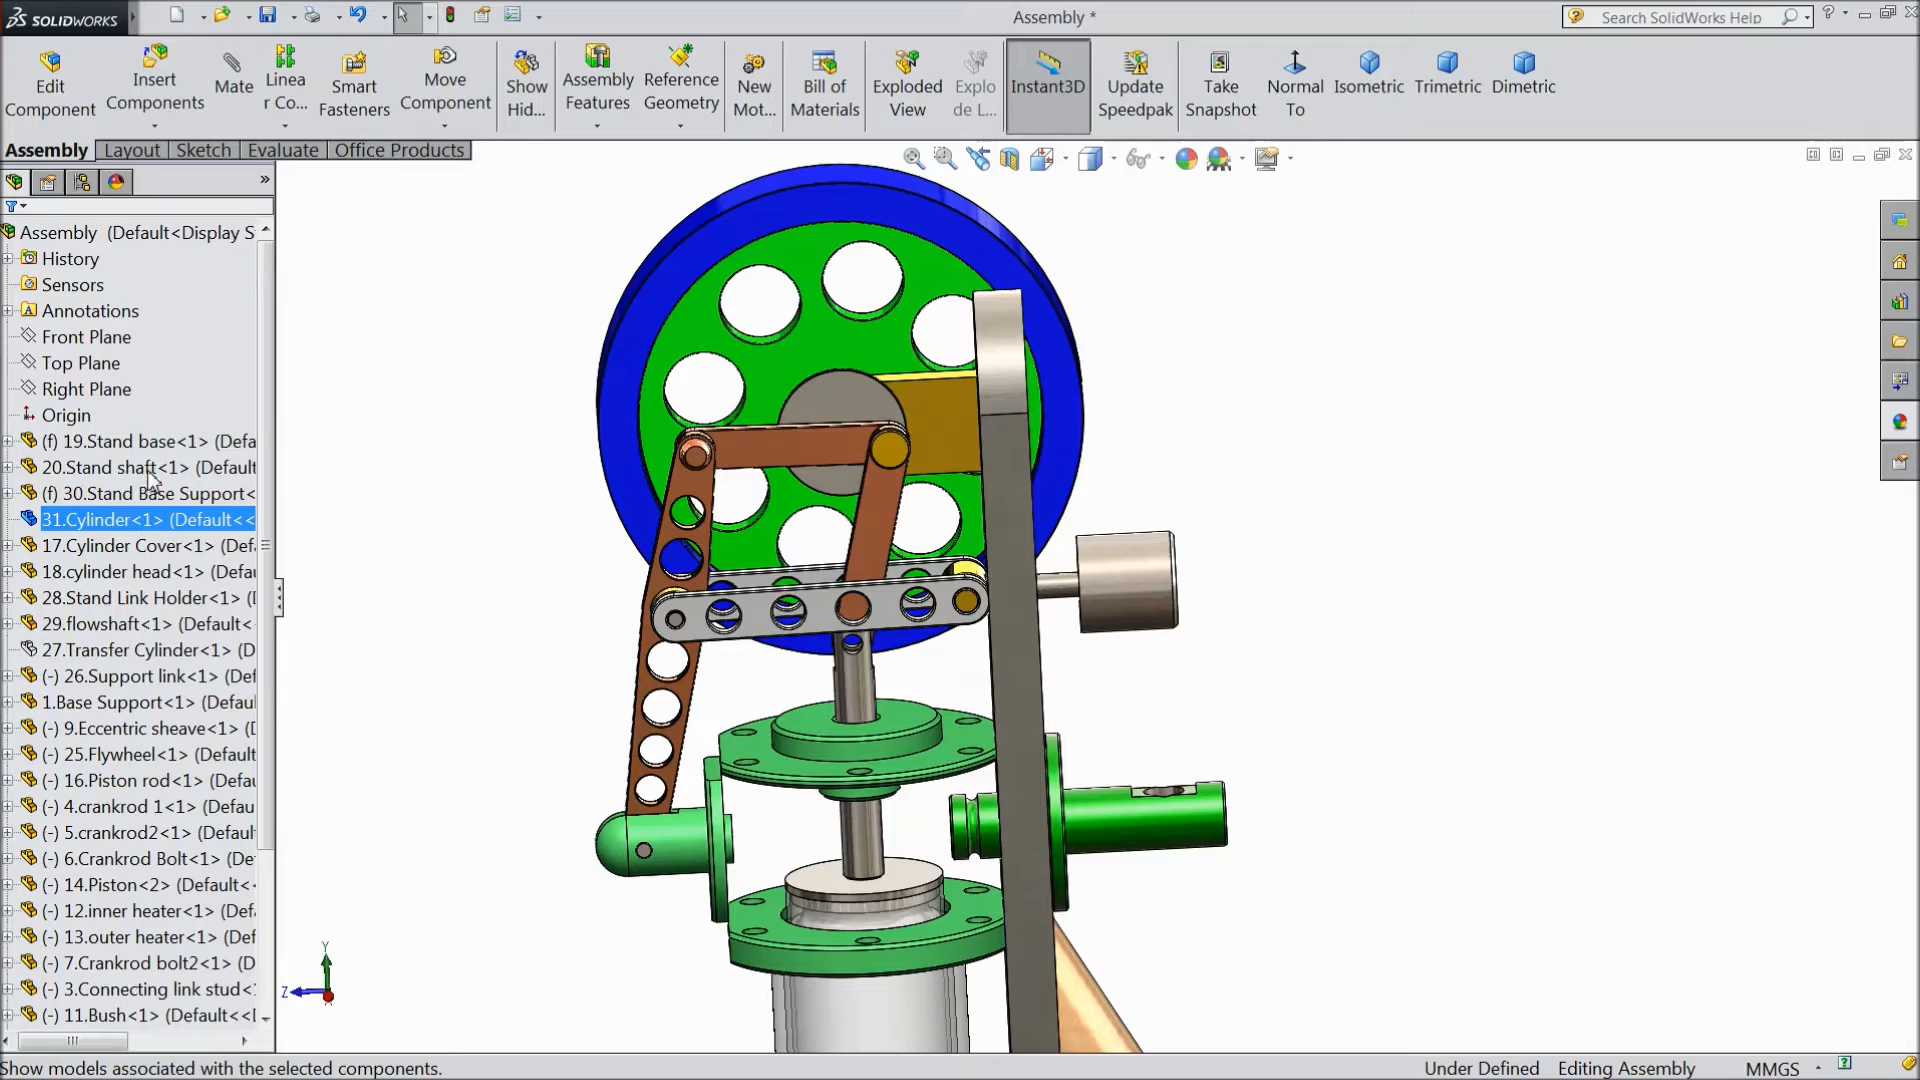 SOLIDWORKS
Assembly *
Search SolidWorks Help
Edit Component
Insert Components
Mate
Linea r Co...
Smart Fasteners
Move Component
Show Hid...
Assembly Features
Reference Geometry
New Mot...
Bill of Materials
Exploded View
Explo de L...
Instant3D
Update Speedpak
Take Snapshot
Normal To
Isometric
Trimetric
Dimetric
Assembly
Layout
Sketch
Evaluate
Office Products
Assembly (Default<Display S
History
Sensors
Annotations
Front Plane
Top Plane
Right Plane
Origin
(f) 19.Stand base<1> (Defa
20.Stand shaft<1> (Default
(f) 30.Stand Base Support<
31.Cylinder<1> (Default<<
17.Cylinder Cover<1> (Def
18.cylinder head<1> (Defau
28.Stand Link Holder<1> (
29.flowshaft<1> (Default<
27.Transfer Cylinder<1> (D
(-) 26.Support link<1> (Def
1.Base Support<1> (Defaul
(-) 9.Eccentric sheave<1> (
(-) 25.Flywheel<1> (Default
(-) 16.Piston rod<1> (Defau
(-) 4.crankrod 1<1> (Defau
(-) 5.crankrod2<1> (Default
(-) 6.Crankrod Bolt<1> (De
(-) 14.Piston<2> (Default<<
(-) 12.inner heater<1> (Def
(-) 13.outer heater<1> (Def
(-) 7.Crankrod bolt2<1> (D
(-) 3.Connecting link stud<
(-) 11.Bush<1> (Default<<
Y
Z
Show models associated with the selected components.
Under Defined
Editing Assembly
MMGS